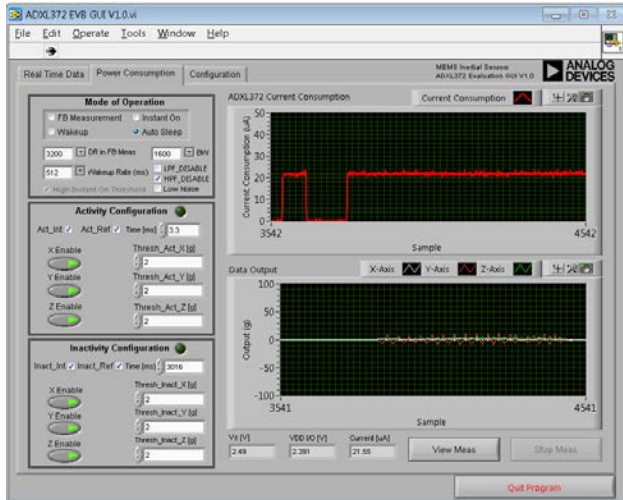 ADXL372 EVB GUI V1.0.vi
File Edit Operate Tools Window Help
Real Time Data Power Consumption Configuration
MEMS Inertial Sensors
ADXL372 Evaluation GUI V1.0
ANALOG
DEVICES
Mode of Operation
FB Measurement Instant On
Wakeup Auto Sleep
3200 DR in FB Meas 1600 BW
512 Wakeup Rate (ms) LPF_DISABLE
HPF_DISABLE
High Instant On Threshold Low Noise
Activity Configuration
Act_Int Act_Ref Time [ms] 3.3
X Enable Thresh_Act_X [g]
2
Y Enable Thresh_Act_Y [g]
2
Z Enable Thresh_Act_Z [g]
2
Inactivity Configuration
Inact_Int Inact_Ref Time [ms] 3016
X Enable Thresh_Inact_X [g]
2
Y Enable Thresh_Inact_Y [g]
2
Z Enable Thresh_Inact_Z [g]
2
ADXL372 Current Consumption Current Consumption
Current Consumption (uA)
50
40
30
20
10
0
3542 4542
Sample
Data Output X-Axis Y-Axis Z-Axis
Output (g)
100
50
0
-50
-100
3541 4541
Sample
Vs [V] VDD I/O [V] Current [uA]
2.49 2.391 21.55
View Meas Stop Meas
Quit Program